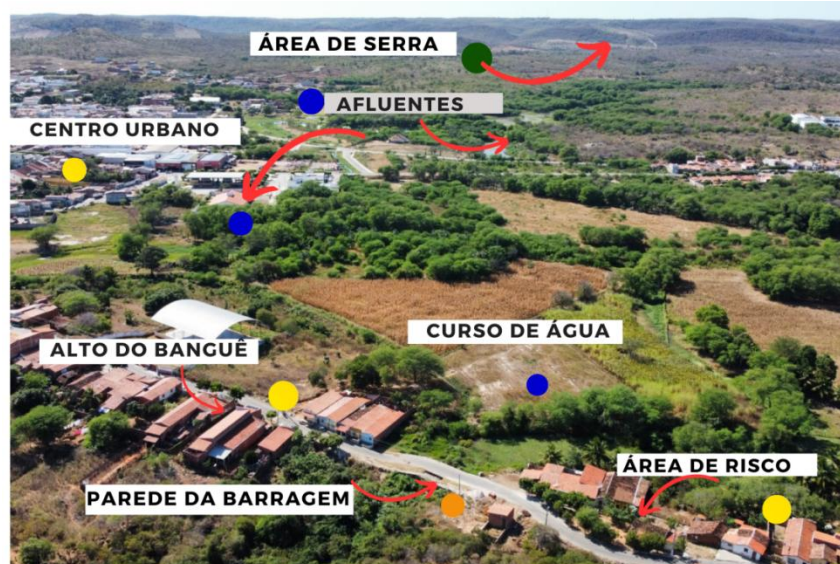 ÁREA DE SERRA
AFLUENTES
CENTRO URBANO
CURSO DE ÁGUA
ALTO DO BANGUÊ
ÁREA DE RISCO
PAREDE DA BARRAGEM